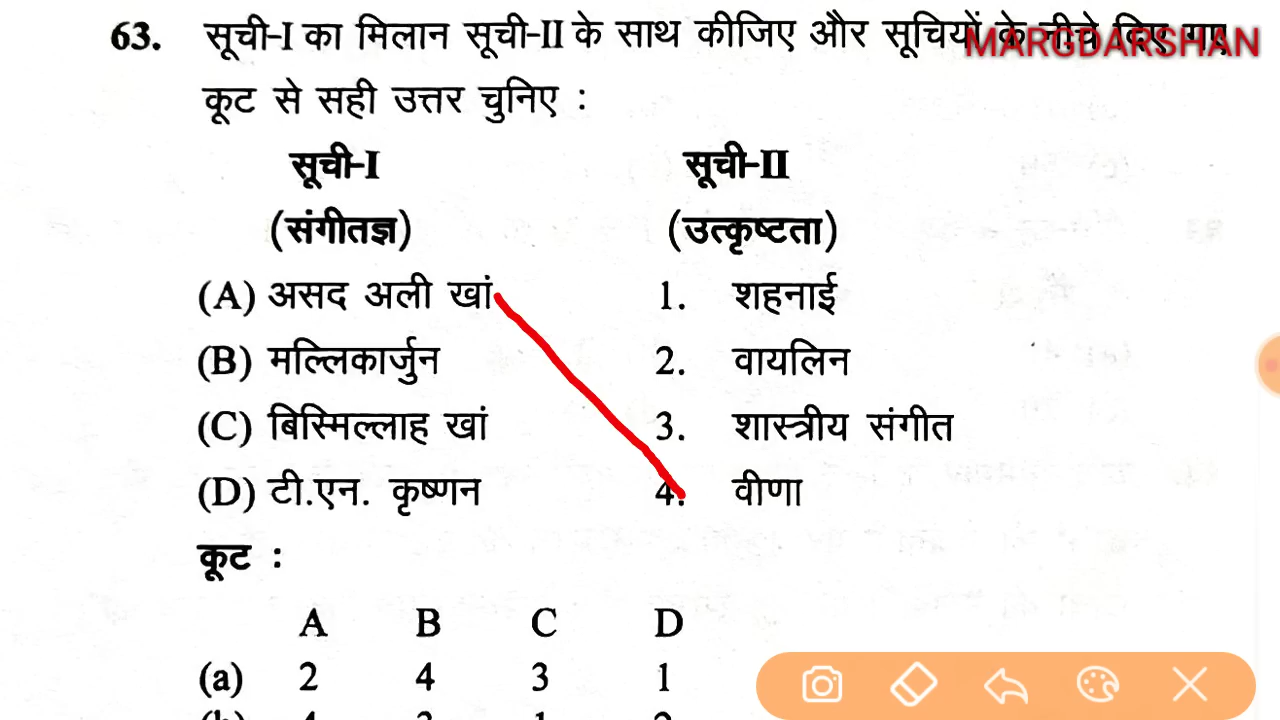 63. सूची-I का मिलान सूची-II के साथ कीजिए और सूचियों के नीचे दिए गए
MARGDARSHAN
कूट से सही उत्तर चुनिए :
सूची-I सूची-II
(संगीतज्ञ) (उत्कृष्टता)
(A) असद अली खां 1. शहनाई
(B) मल्लिकार्जुन 2. वायलिन
(C) बिस्मिल्लाह खां 3. शास्त्रीय संगीत
(D) टी.एन. कृष्णन 4. वीणा
कूट :
A B C D
(a) 2 4 3 1